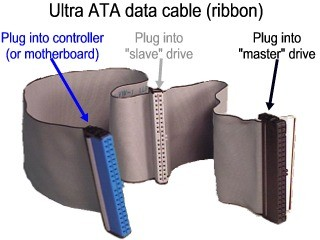 Ultra ATA data cable (ribbon)
Plug into controller
(or motherboard)
Plug into
"slave" drive
Plug into
"master" drive